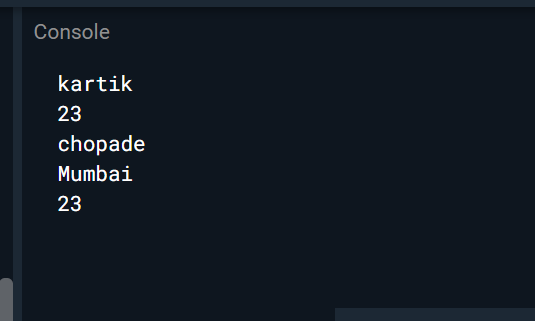 Console
kartik
23
chopade
Mumbai
23